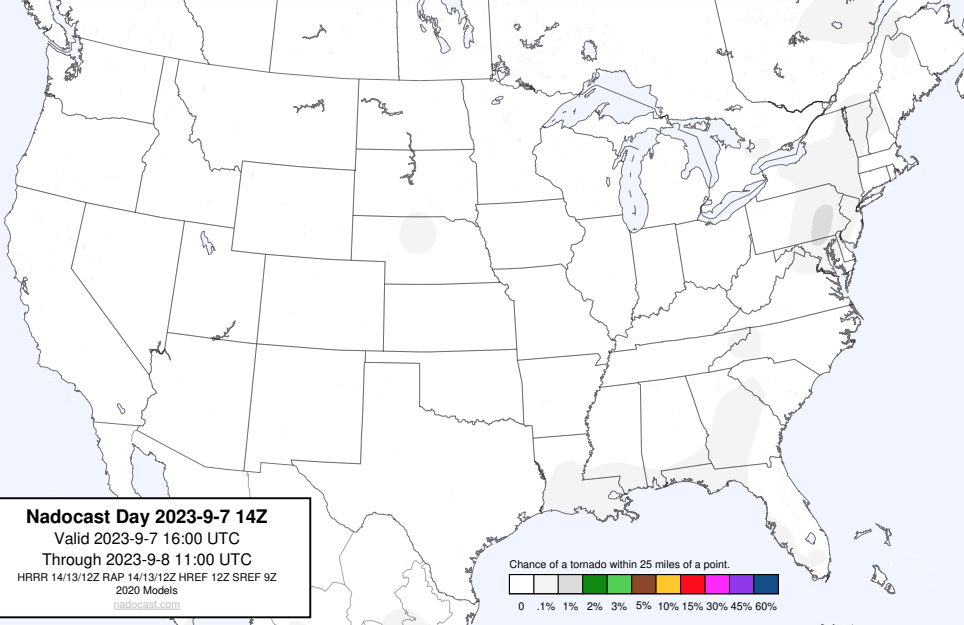 Nadocast Day 2023-9-7 14Z
Valid 2023-9-7 16:00 UTC
Through 2023-9-8 11:00 UTC
HRRR 14/13/12Z RAP 14/13/12Z HREF 12Z SREF 9Z
2020 Models
nadocast.com
Chance of a tornado within 25 miles of a point.
0 .1% 1% 2% 3% 5% 10% 15% 30% 45% 60%